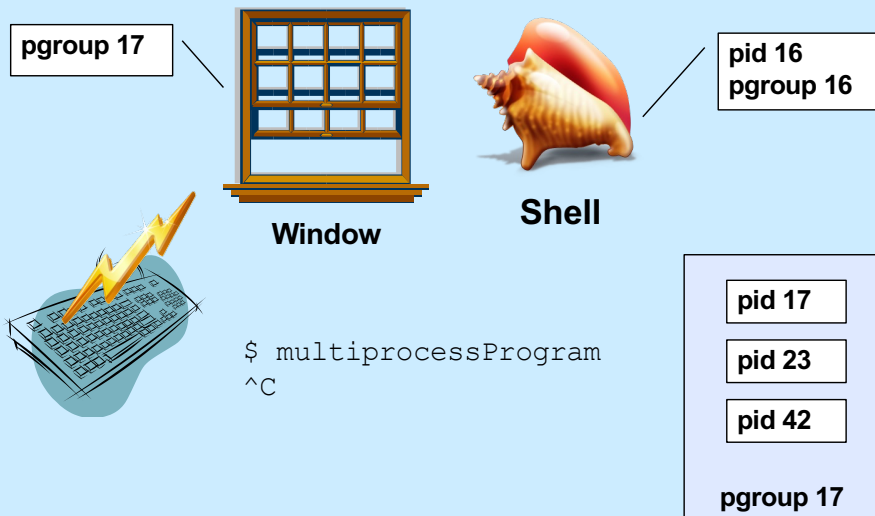 pgroup 17
pid 16
pgroup 16
Window
Shell
$ multiprocessProgram
^C
pid 17
pid 23
pid 42
pgroup 17